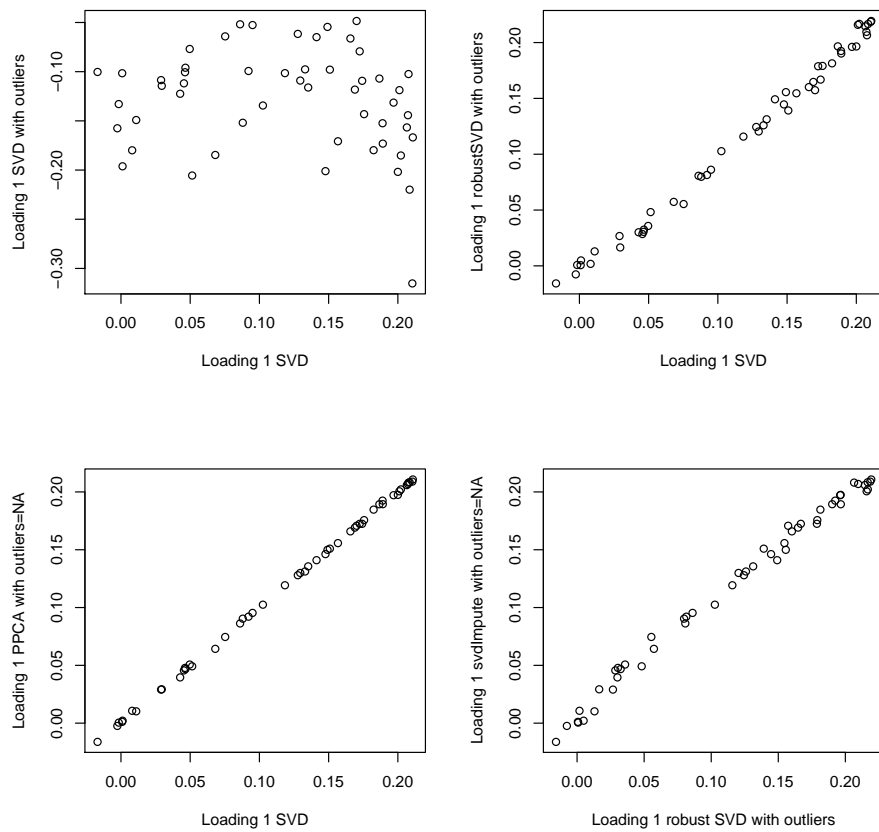 Loading 1 SVD with outliers
-0.10
-0.20
-0.30
0.00 0.05 0.10 0.15 0.20
Loading 1 SVD
Loading 1 robustSVD with outliers
0.20
0.15
0.10
0.05
0.00
0.00 0.05 0.10 0.15 0.20
Loading 1 SVD
Loading 1 PPCA with outliers=NA
0.20
0.15
0.10
0.05
0.00
0.00 0.05 0.10 0.15 0.20
Loading 1 SVD
Loading 1 svdImpute with outliers=NA
0.20
0.15
0.10
0.05
0.00
0.00 0.05 0.10 0.15 0.20
Loading 1 robust SVD with outliers